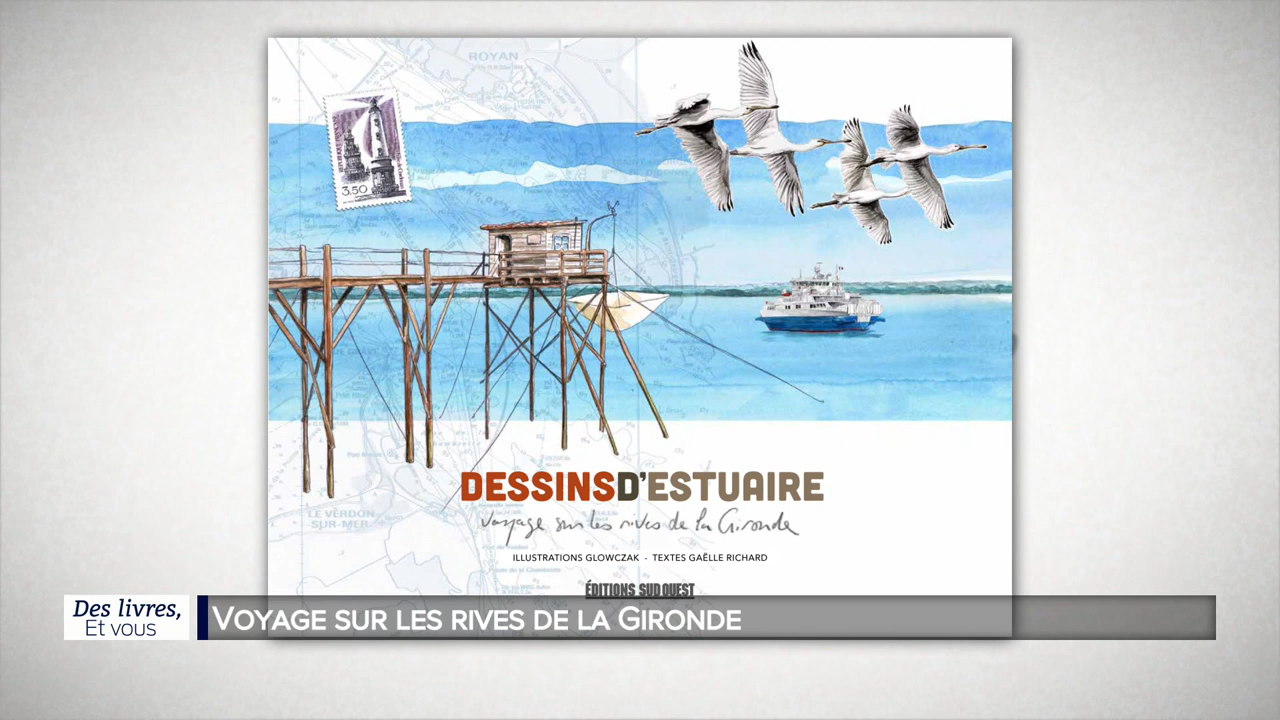 ROYAN
3.50
LE VERDON
SUR-MER
DESSINS D'ESTUAIRE
Voyage sur les rives de la Gironde
ILLUSTRATIONS GLOWCZAK - TEXTES GAËLLE RICHARD
ÉDITIONS SUD OUEST
Des livres,
Et vous
VOYAGE SUR LES RIVES DE LA GIRONDE